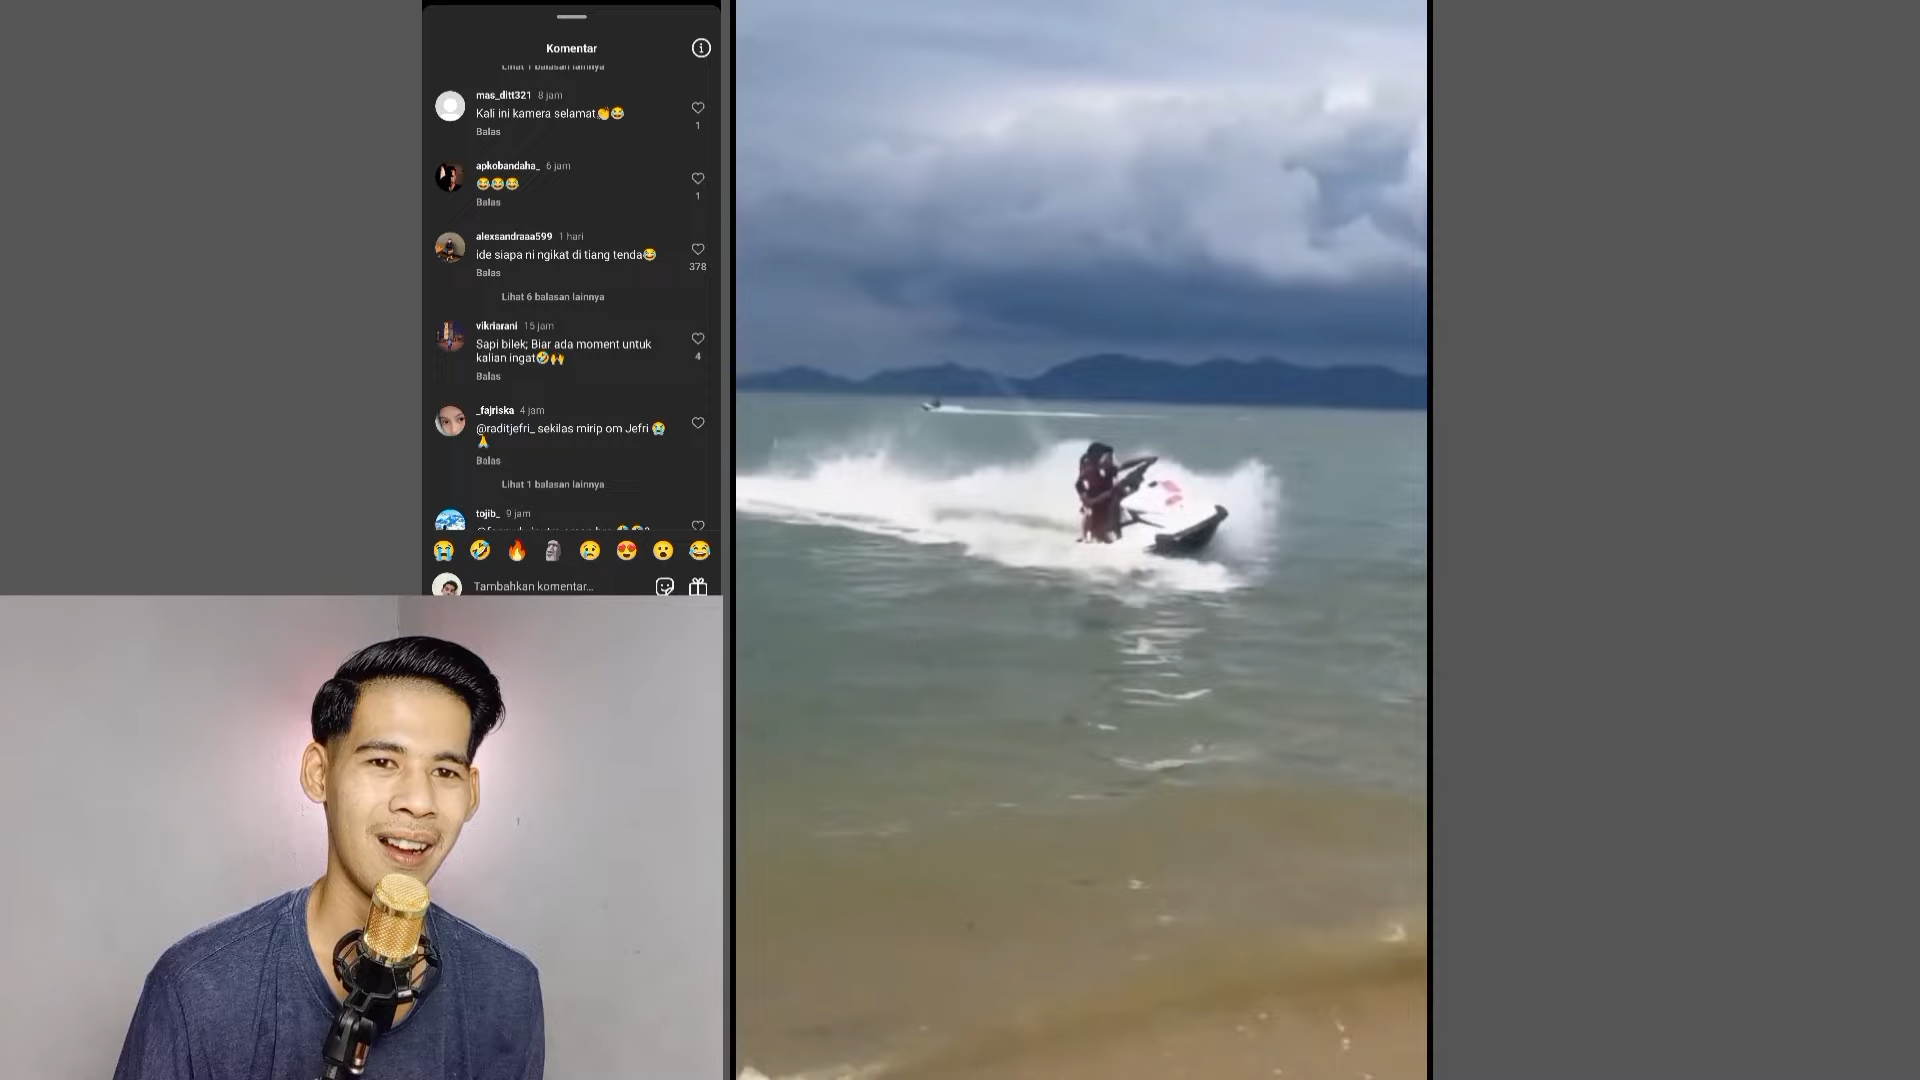 Komentar
Lihat 1 balasan lainnya
mas_ditt321 8 jam
Kali ini kamera selamat👏😂
1
Balas
apkobandaha_ 6 jam
😂😂😂
1
Balas
alexsandraaa599 1 hari
ide siapa ni ngikat di tiang tenda😂
378
Balas
Lihat 6 balasan lainnya
vikriarani 15 jam
Sapi bilek; Biar ada moment untuk
kalian ingat🤣🙌
4
Balas
_fajriska 4 jam
@raditjefri_ sekilas mirip om Jefri 😭
🙏
Balas
Lihat 1 balasan lainnya
tojib_ 9 jam
Tambahkan komentar...